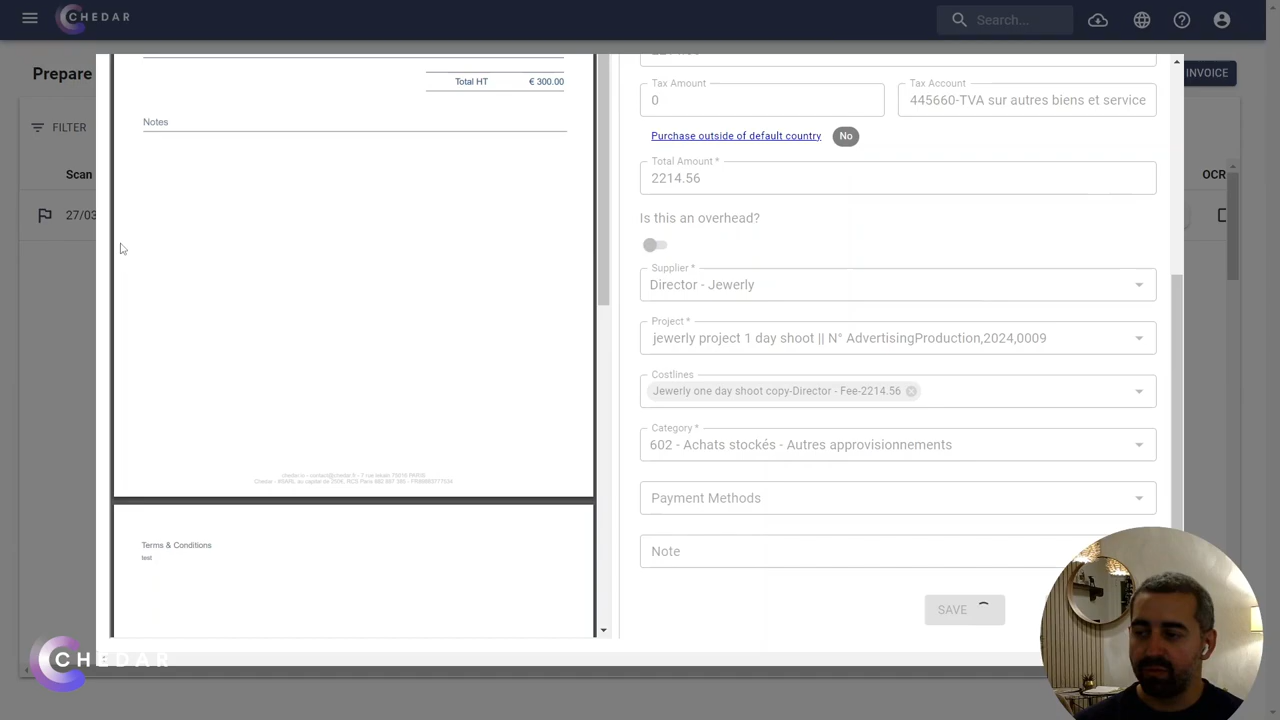 CHEDAR
Search...
Prepare
INVOICE
FILTER
Scan
OCR
27/03
Total HT € 300.00
Notes
Terms & Conditions
test
Tax Amount
0
Tax Account
445660-TVA sur autres biens et service
Purchase outside of default country No
Total Amount *
2214.56
Is this an overhead?
Supplier *
Director - Jewerly
Project *
jewerly project 1 day shoot || N° AdvertisingProduction,2024,0009
Costlines
Jewerly one day shoot copy-Director - Fee-2214.56
Category *
602 - Achats stockés - Autres approvisionnements
Payment Methods
Note
SAVE
CHEDAR